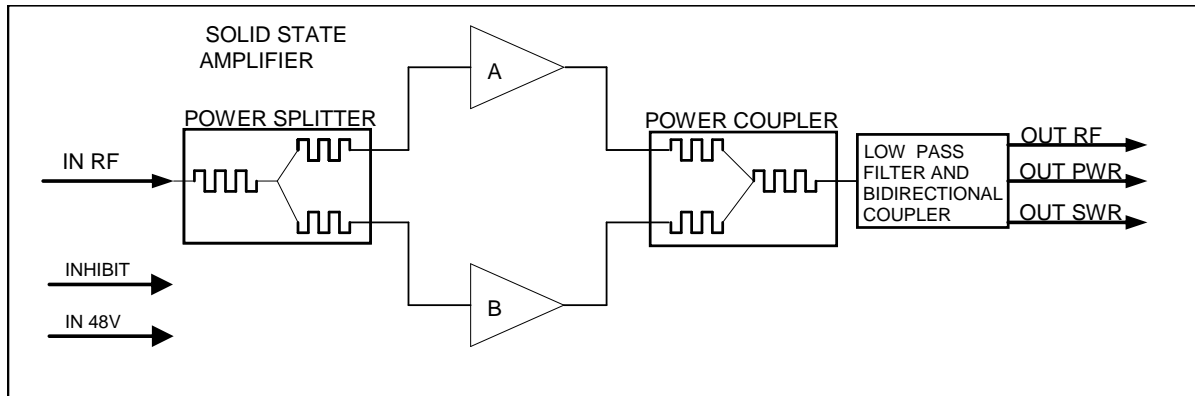 SOLID STATE
AMPLIFIER
A
POWER SPLITTER
POWER COUPLER
IN RF
LOW PASS
FILTER AND
BIDIRECTIONAL
COUPLER
OUT RF
OUT PWR
OUT SWR
INHIBIT
B
IN 48V